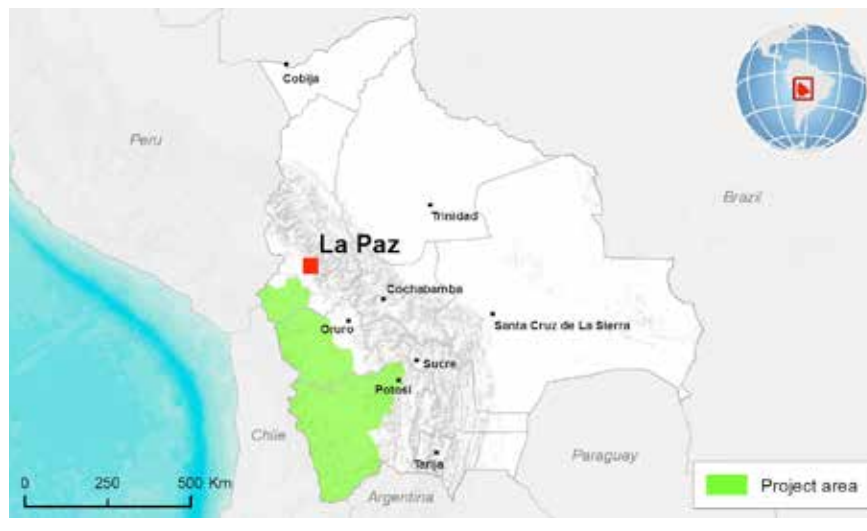 Cobija
Peru
Brazil
Trinidad
La Paz
Cochabamba
Oruro
Santa Cruz de La Sierra
Sucre
Potosí
Chile
Tarija
Paraguay
0 250 500 Km
Argentina
Project area